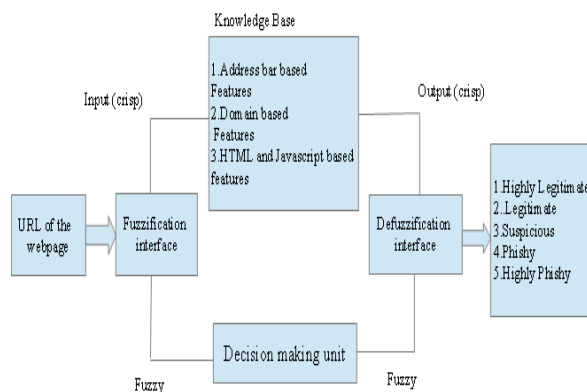 Knowledge Base
1.Address bar based
Features
2.Domain based
Features
3.HTML and Javascript based
features
Input (crisp)
Output (crisp)
URL of the
webpage
Fuzzification
interface
Defuzzification
interface
1.Highly Legitimate
2..Legitimate
3.Suspicious
4.Phishy
5.Highly Phishy
Decision making unit
Fuzzy
Fuzzy